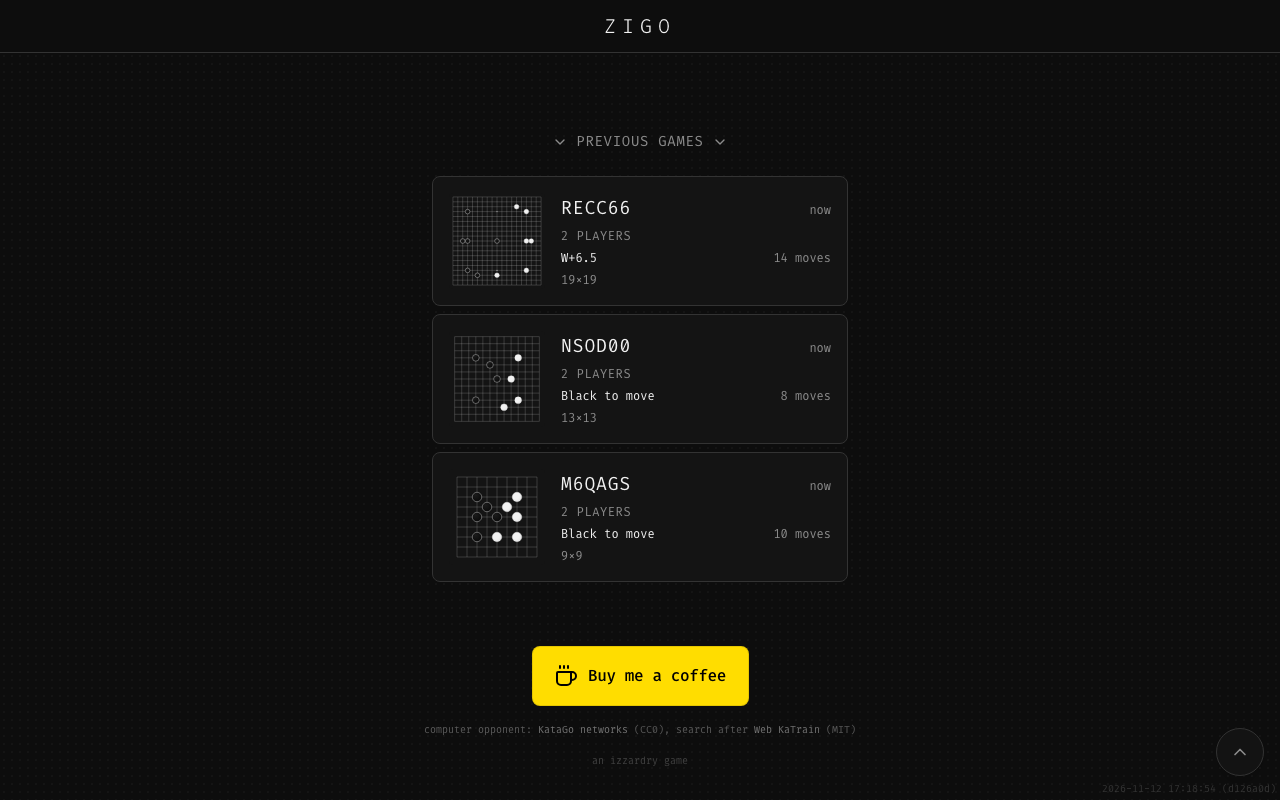 ZIGO
PREVIOUS GAMES
RECC66
now
2 PLAYERS
W+6.5
14 moves
19×19
NSOD00
now
2 PLAYERS
Black to move
8 moves
13×13
M6QAGS
now
2 PLAYERS
Black to move
10 moves
9×9
Buy me a coffee
computer opponent: KataGo networks (CC0), search after Web KaTrain (MIT)
an izzardry game
2026-11-12 17:18:54 (d126a0d)